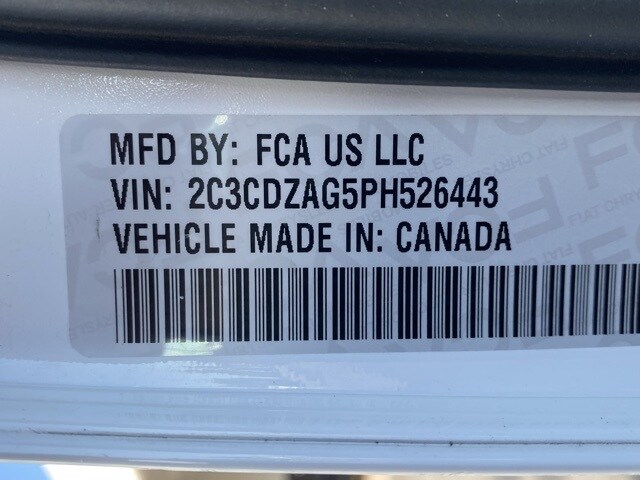 MFD BY: FCA US LLC
VIN: 2C3CDZAG5PH526443
VEHICLE MADE IN: CANADA